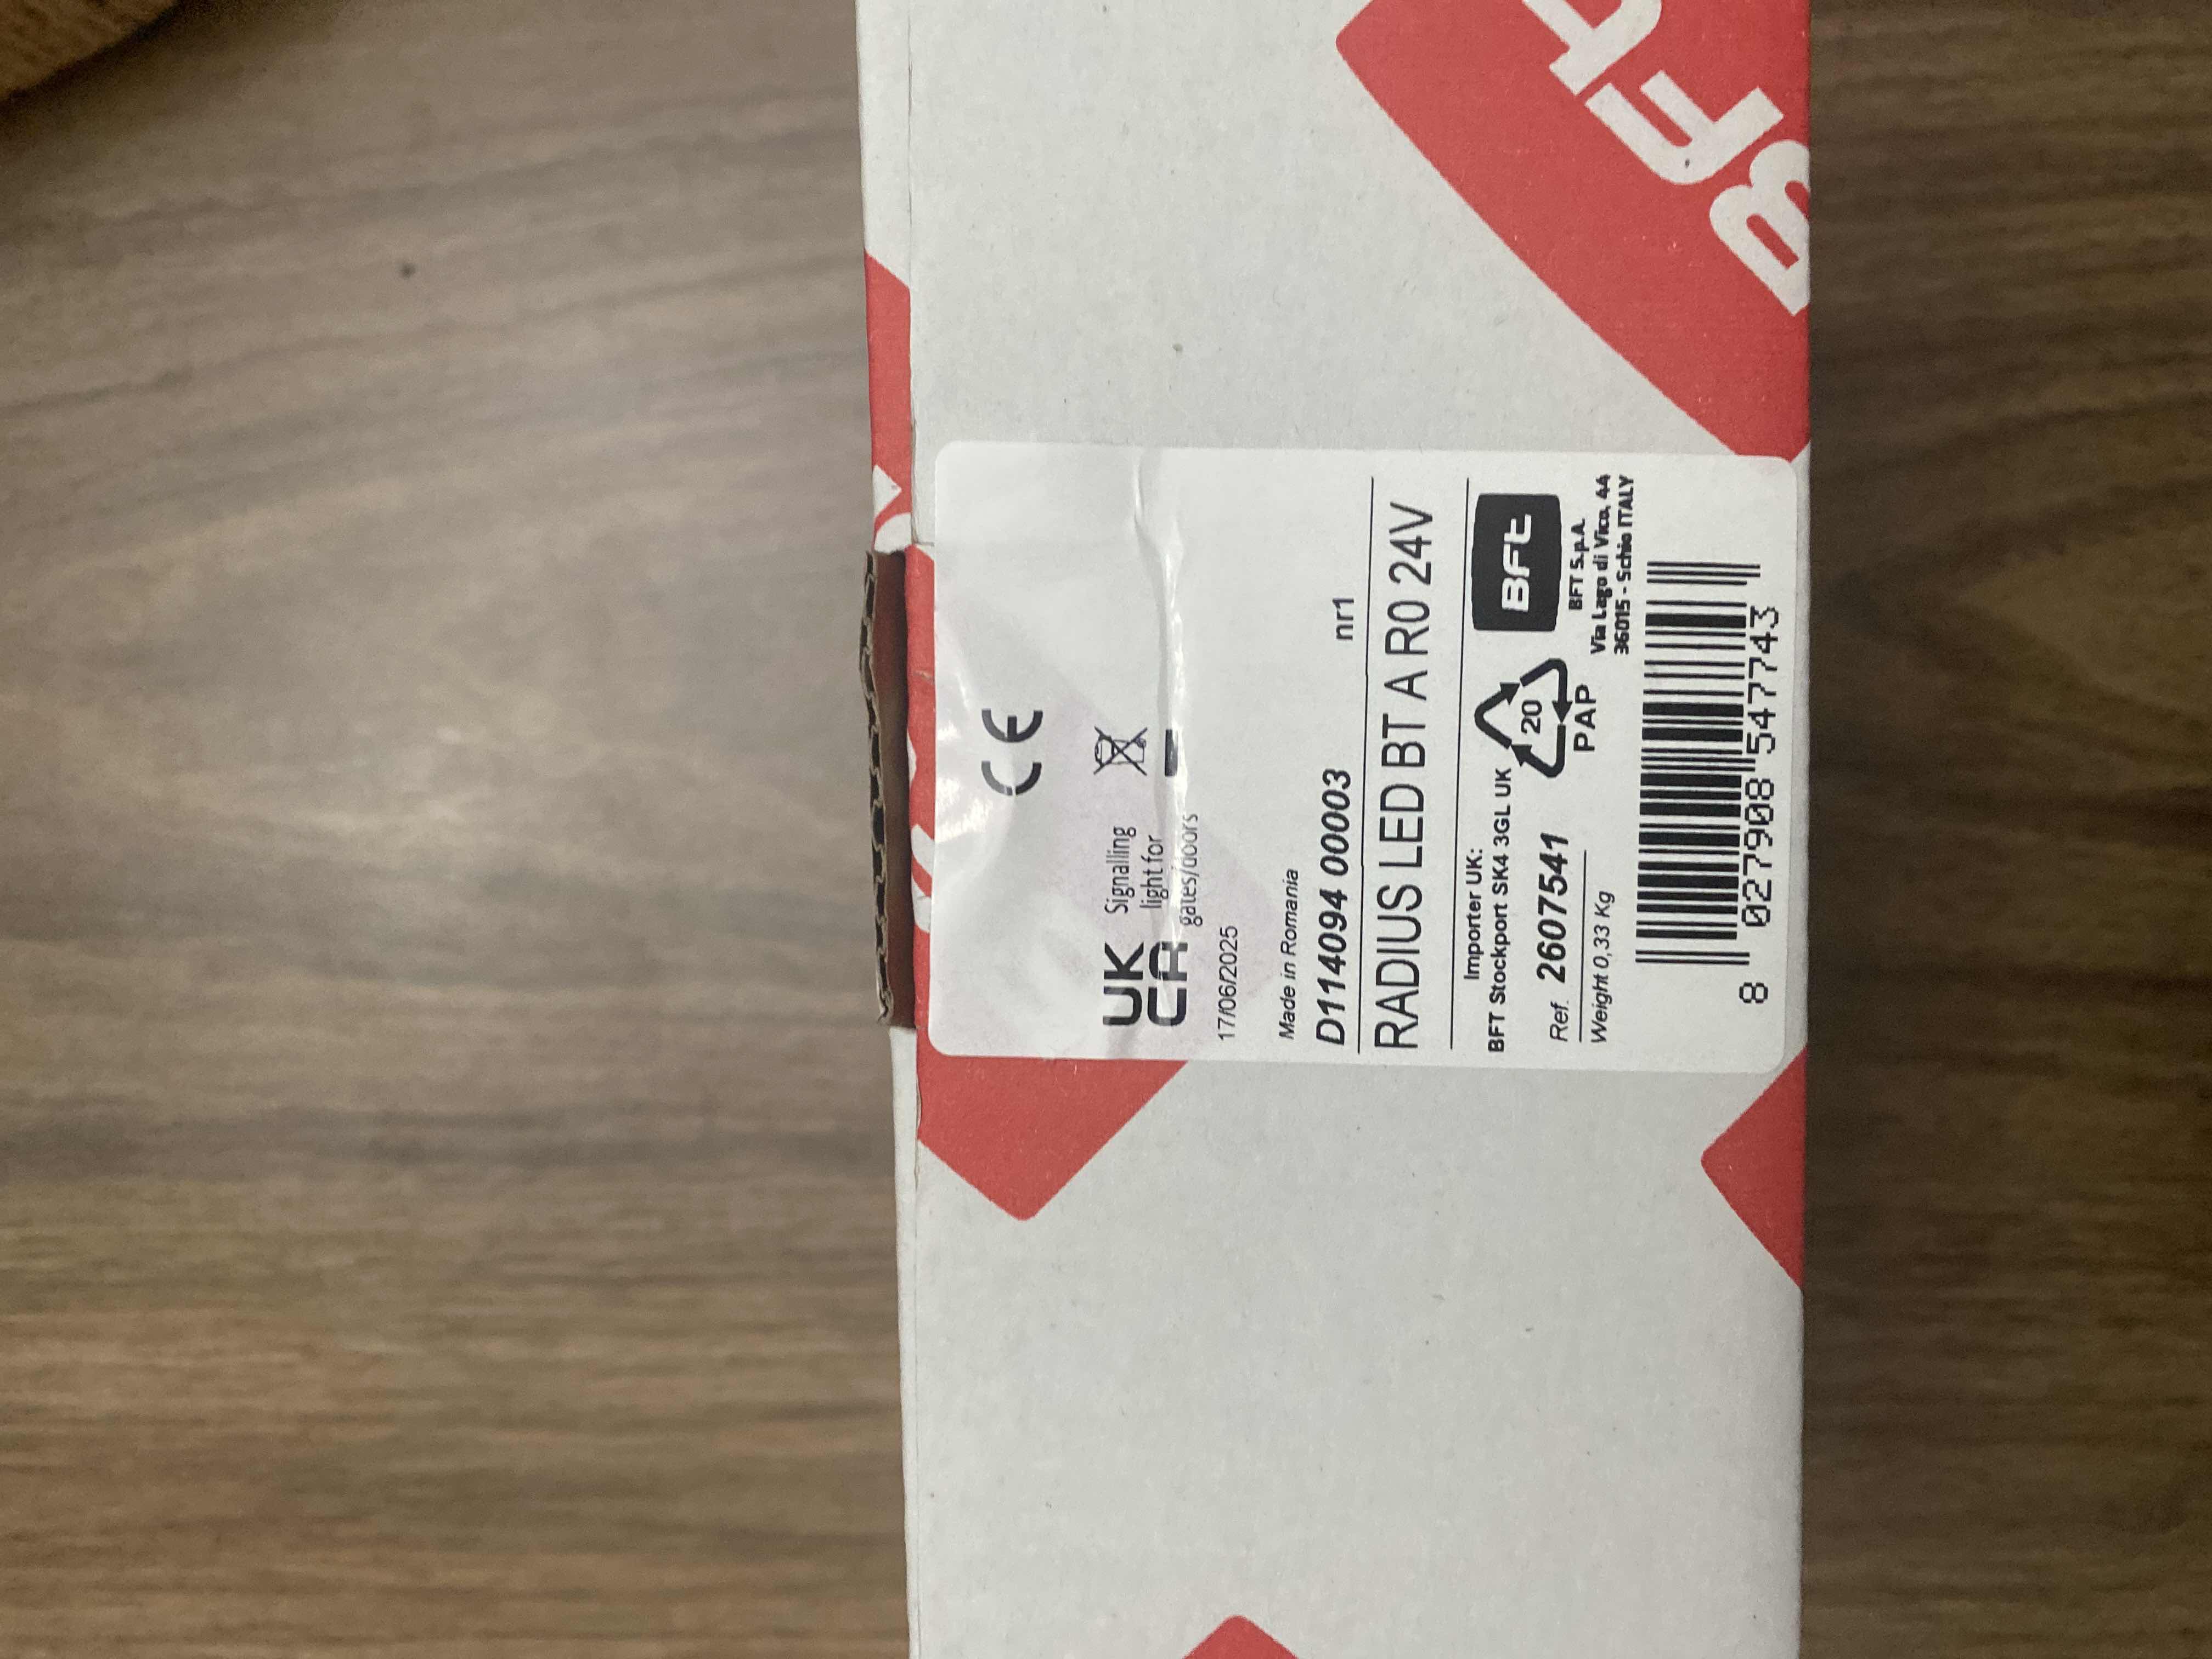 CE
UK
CA
Signalling
light for
gates/doors
17/06/2025
Made in Romania
D114094 00003 nr1
RADIUS LED BT A R0 24V
Importer UK:
BFT Stockport SK4 3GL UK
Ref. 2607541
Weight 0,33 Kg
20
PAP
BFT
BFT S.p.A.
Via Lago di Vico, 44
36015 - Schio ITALY
8 027908 547743
BFT